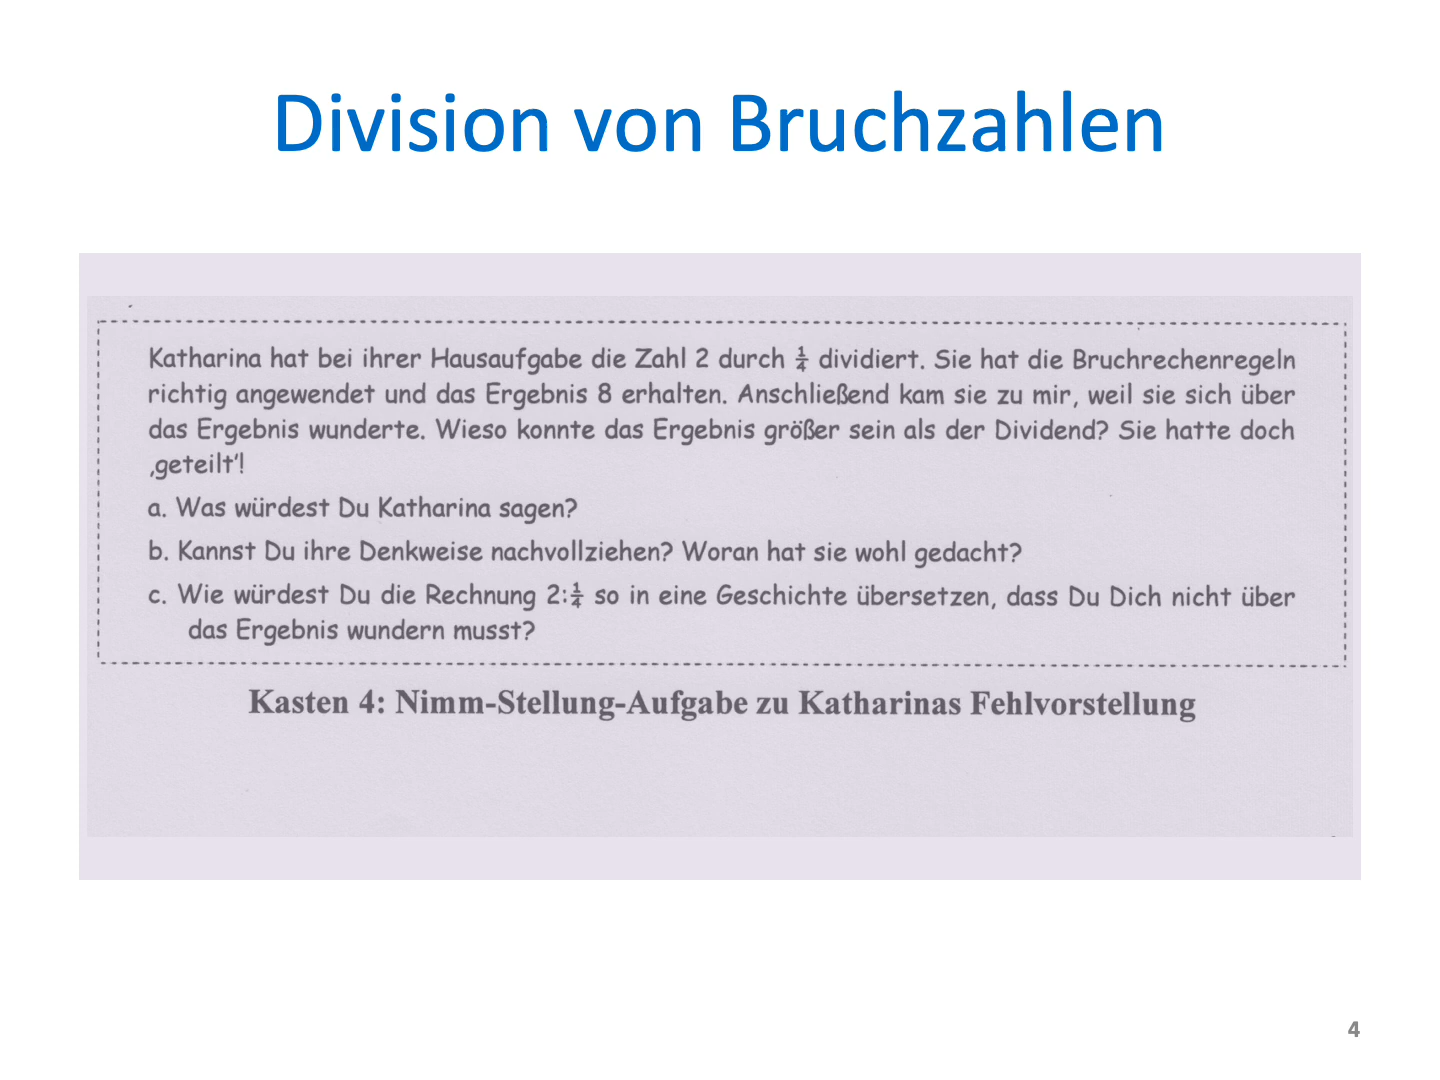 Division von Bruchzahlen
Katharina hat bei ihrer Hausaufgabe die Zahl 2 durch ¼ dividiert. Sie hat die Bruchrechenregeln
richtig angewendet und das Ergebnis 8 erhalten. Anschließend kam sie zu mir, weil sie sich über
das Ergebnis wunderte. Wieso konnte das Ergebnis größer sein als der Dividend? Sie hatte doch
‚geteilt'!
a. Was würdest Du Katharina sagen?
b. Kannst Du ihre Denkweise nachvollziehen? Woran hat sie wohl gedacht?
c. Wie würdest Du die Rechnung 2:¼ so in eine Geschichte übersetzen, dass Du Dich nicht über
das Ergebnis wundern musst?
Kasten 4: Nimm-Stellung-Aufgabe zu Katharinas Fehlvorstellung
4